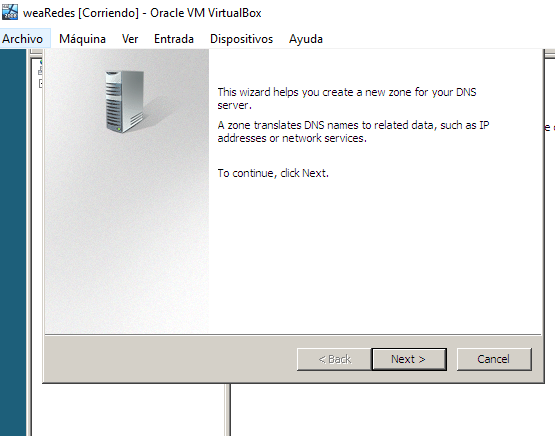 weaRedes [Corriendo] - Oracle VM VirtualBox
Archivo Máquina Ver Entrada Dispositivos Ayuda
This wizard helps you create a new zone for your DNS
server.
A zone translates DNS names to related data, such as IP
addresses or network services.
To continue, click Next.
< Back Next > Cancel